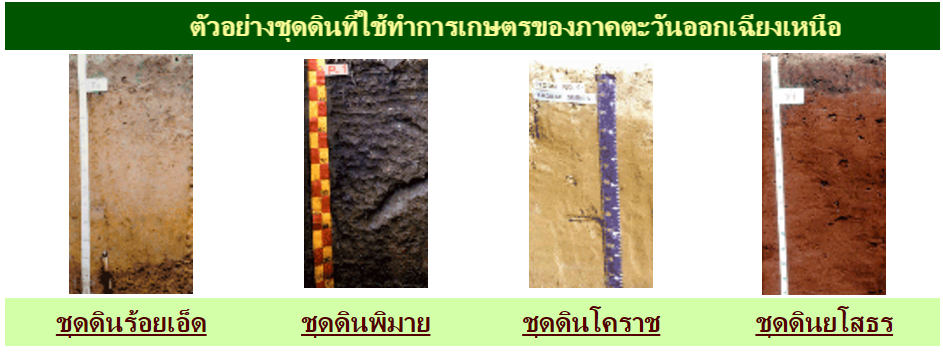 ตัวอย่างชุดดินที่ใช้ทำการเกษตรของภาคตะวันออกเฉียงเหนือ
P.1
ชุดดินร้อยเอ็ด
ชุดดินพิมาย
ชุดดินโคราช
ชุดดินยโสธร